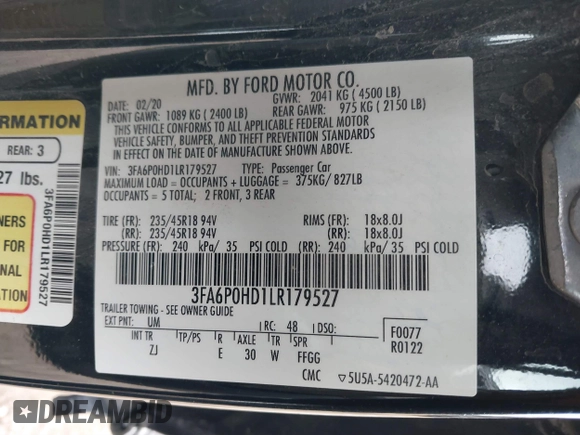 MFD. BY FORD MOTOR CO.
DATE: 02/20 GVWR: 2041 KG ( 4500 LB)
FRONT GAWR: 1089 KG ( 2400 LB) REAR GAWR: 975 KG ( 2150 LB)
THIS VEHICLE CONFORMS TO ALL APPLICABLE FEDERAL MOTOR
VEHICLE SAFETY, BUMPER, AND THEFT PREVENTION STANDARDS
IN EFFECT ON THE DATE OF MANUFACTURE SHOWN ABOVE.
VIN: 3FA6P0HD1LR179527 TYPE: Passenger Car
MAXIMUM LOAD = OCCUPANTS + LUGGAGE = 375KG/ 827LB
OCCUPANTS = 5 TOTAL; 2 FRONT, 3 REAR
TIRE (FR): 235/45R18 94V RIMS (FR): 18x8.0J
(RR): 235/45R18 94V (RR): 18x8.0J
PRESSURE (FR): 240 kPa/ 35 PSI COLD (RR): 240 kPa/ 35 PSI COLD
3FA6P0HD1LR179527
TRAILER TOWING - SEE OWNER GUIDE
EXT PNT: UM RC: 48 DSO:
F0077
R0122
INT TR TP/PS R AXLE TR SPR
ZJ E 30 W FFGG
CMC ▽5U5A-5420472-AA
ORMATION
REAR: 3
27 lbs.
NERS
FOR
NAL
ATION
3FA6P0HD1LR179527
DREAMBID